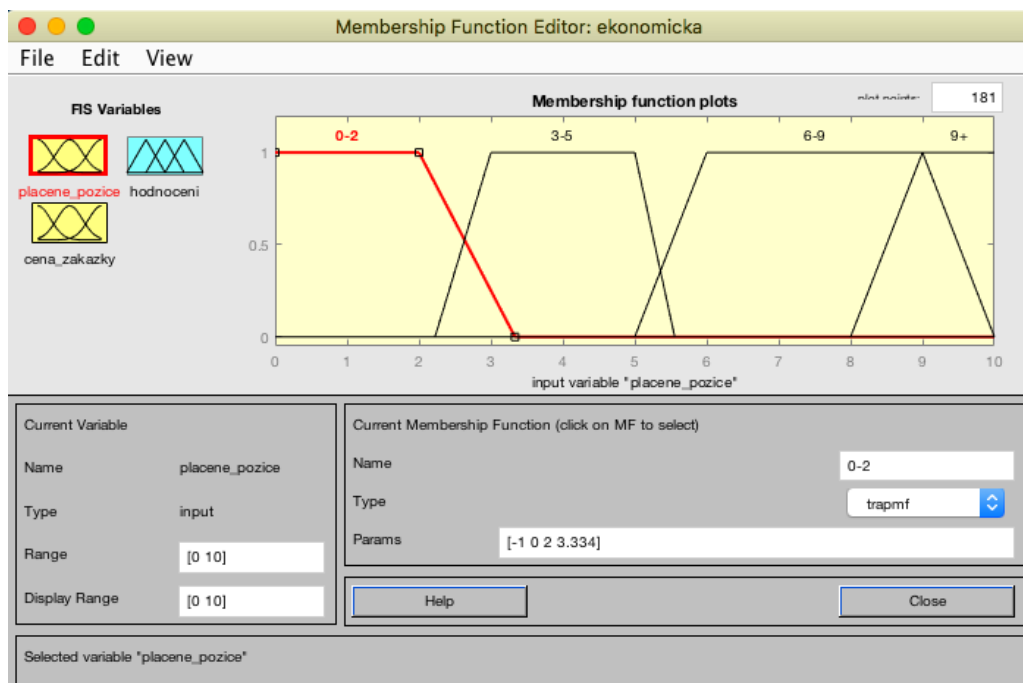 Membership Function Editor: ekonomicka
File Edit View
FIS Variables
Membership function plots
plot points:
181
placene_pozice
hodnoceni
cena_zakazky
0-2
3-5
6-9
9+
1
0.5
0
0 1 2 3 4 5 6 7 8 9 10
input variable "placene_pozice"
Current Variable
Name placene_pozice
Type input
Range [0 10]
Display Range [0 10]
Current Membership Function (click on MF to select)
Name 0-2
Type trapmf
Params [-1 0 2 3.334]
Help
Close
Selected variable "placene_pozice"